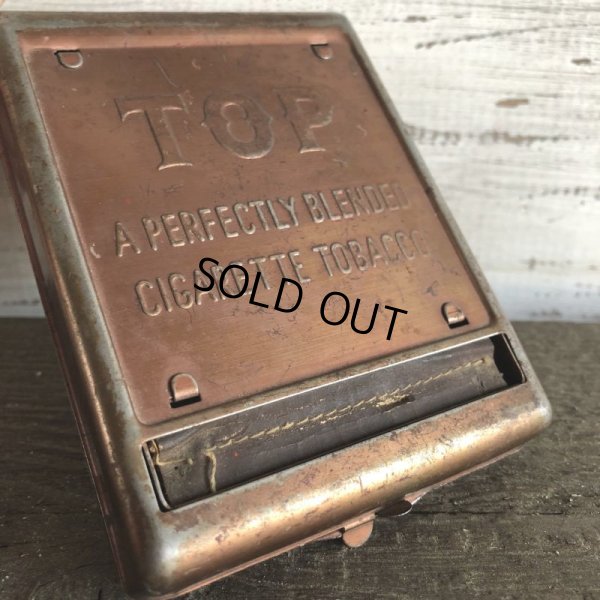 TOP
A PERFECTLY BLENDED
CIGARETTE TOBACCO
SOLD OUT